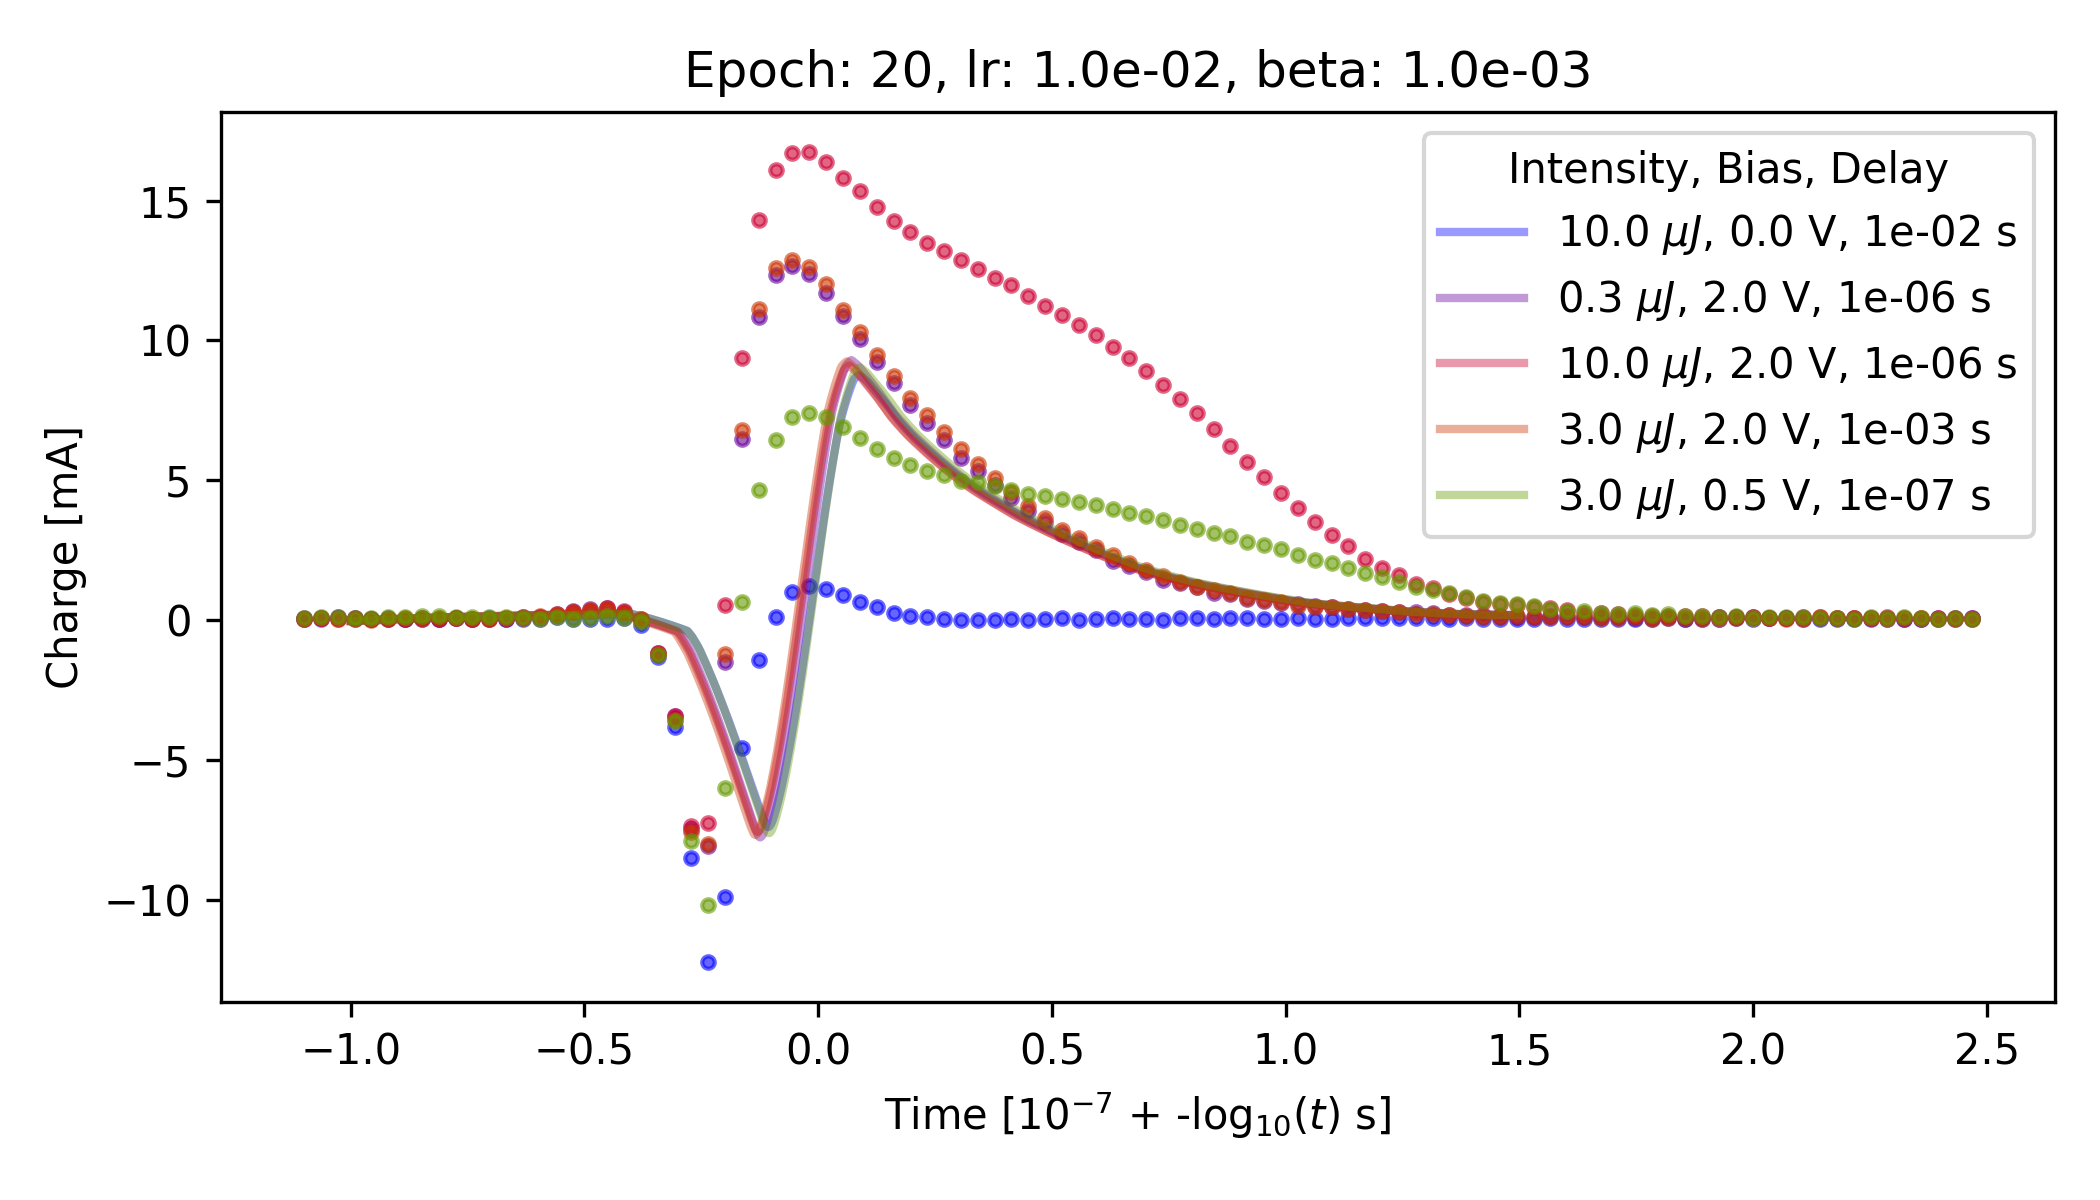 Epoch: 20, lr: 1.0e-02, beta: 1.0e-03
Charge [mA]
15
10
5
0
−5
−10
Intensity, Bias, Delay
10.0 μJ, 0.0 V, 1e-02 s
0.3 μJ, 2.0 V, 1e-06 s
10.0 μJ, 2.0 V, 1e-06 s
3.0 μJ, 2.0 V, 1e-03 s
3.0 μJ, 0.5 V, 1e-07 s
−1.0 −0.5 0.0 0.5 1.0 1.5 2.0 2.5
Time [10⁻⁷ + -log₁₀(t) s]